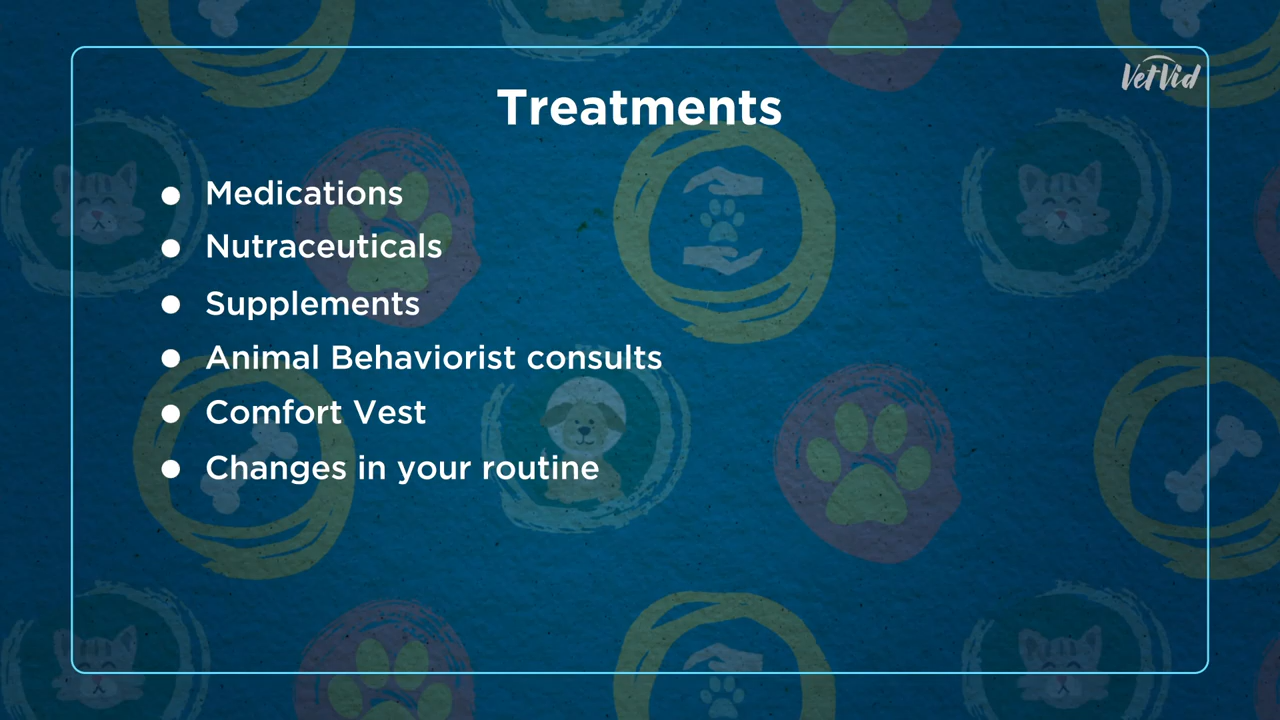 VetVid
Treatments
● Medications
● Nutraceuticals
● Supplements
● Animal Behaviorist consults
● Comfort Vest
● Changes in your routine